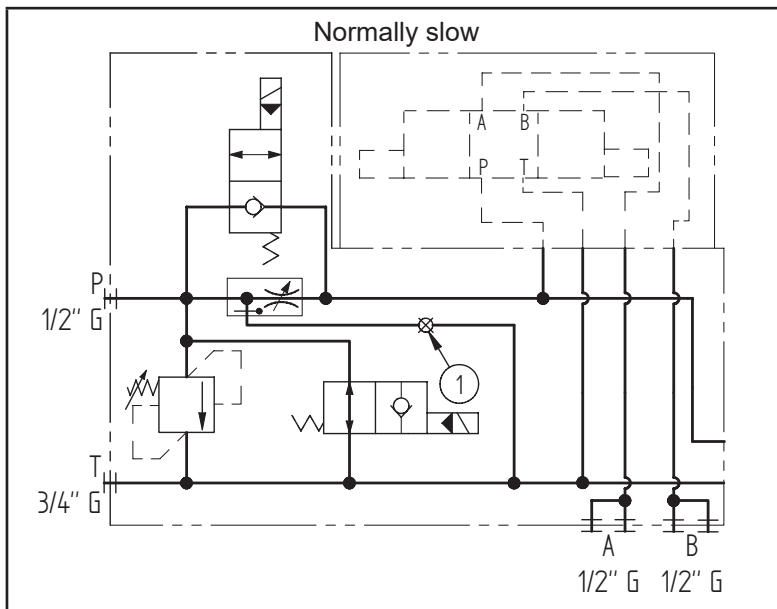 Normally slow
A B
P T
P
1/2" G
1
T
3/4" G
A B
1/2" G 1/2" G